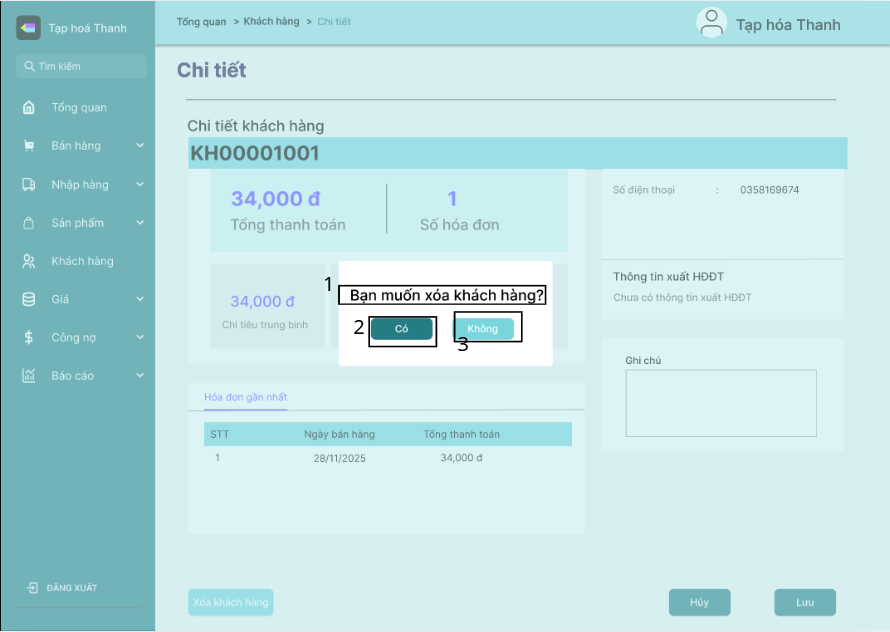 Tạp hoá Thanh
Tìm kiếm
Tổng quan
Bán hàng
Nhập hàng
Sản phẩm
Khách hàng
Giá
Công nợ
Báo cáo
ĐĂNG XUẤT
Tổng quan > Khách hàng > Chi tiết
Tạp hóa Thanh
Chi tiết
Chi tiết khách hàng
KH00001001
34,000 đ
Tổng thanh toán
1
Số hóa đơn
34,000 đ
Chi tiêu trung bình
1
Bạn muốn xóa khách hàng?
2
Có
Không
3
Số điện thoại : 0358169674
Thông tin xuất HĐĐT
Chưa có thông tin xuất HDĐT
Ghi chú
Hóa đơn gần nhất
STT Ngày bán hàng Tổng thanh toán
1 28/11/2025 34,000 đ
Xóa khách hàng
Hủy
Lưu